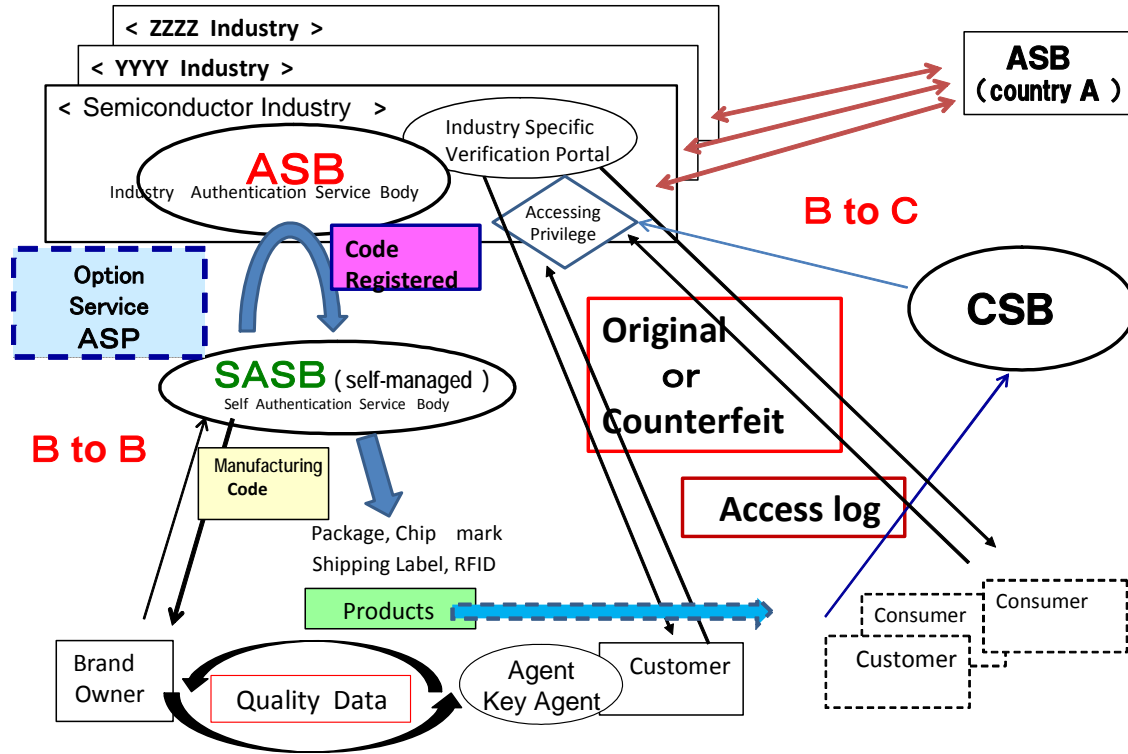 < ZZZZ Industry >
< YYYY Industry >
< Semiconductor Industry >
ASB
Industry Authentication Service Body
Industry Specific
Verification Portal
Accessing
Privilege
ASB
(country A )
B to C
Code
Registered
Option
Service
ASP
CSB
Original
or
Counterfeit
SASB (self-managed )
Self Authentication Service Body
B to B
Manufacturing
Code
Access log
Package, Chip mark
Shipping Label, RFID
Products
Consumer
Consumer
Customer
Brand
Owner
Quality Data
Agent
Key Agent
Customer